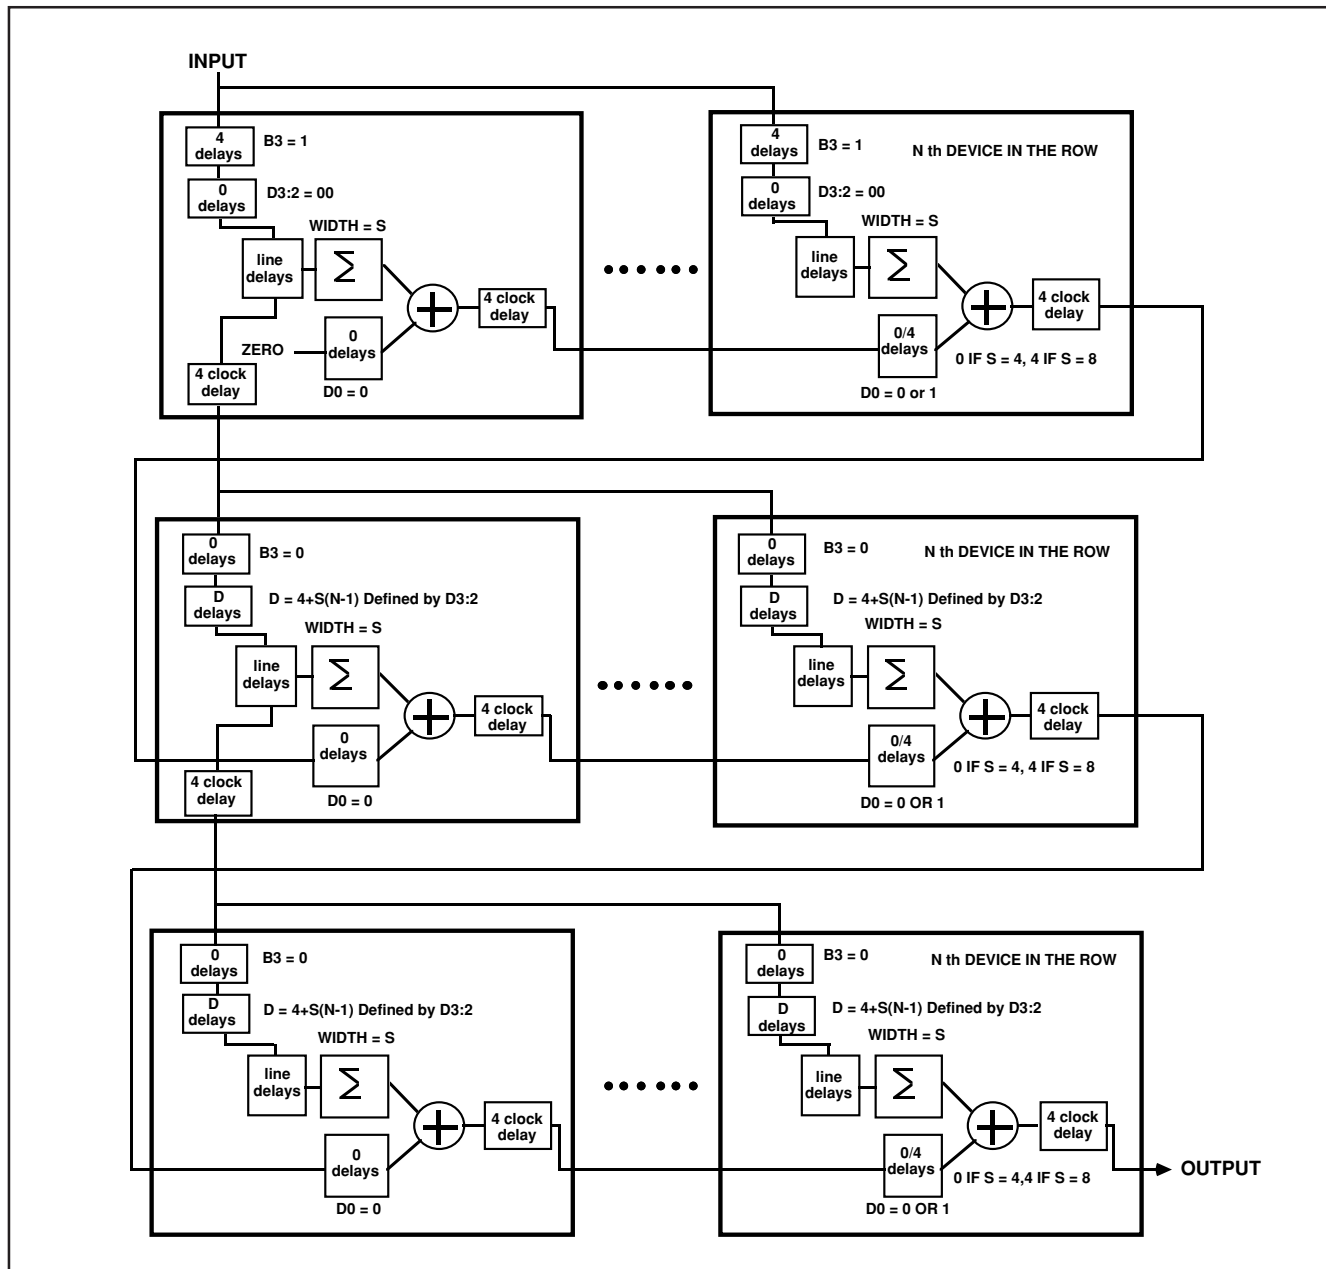 INPUT
4
delays
B3 = 1
0
delays
D3:2 = 00
WIDTH = S
line
delays
Σ
4 clock
delay
ZERO
0
delays
D0 = 0
4 clock
delay
4
delays
B3 = 1
N th DEVICE IN THE ROW
0
delays
D3:2 = 00
WIDTH = S
line
delays
Σ
4 clock
delay
0/4
delays
0 IF S = 4, 4 IF S = 8
D0 = 0 or 1
0
delays
B3 = 0
D
delays
D = 4+S(N-1) Defined by D3:2
WIDTH = S
line
delays
Σ
4 clock
delay
0
delays
4 clock
delay
D0 = 0
0
delays
B3 = 0
N th DEVICE IN THE ROW
D
delays
D = 4+S(N-1) Defined by D3:2
WIDTH = S
line
delays
Σ
4 clock
delay
0/4
delays
0 IF S = 4, 4 IF S = 8
D0 = 0 OR 1
0
delays
B3 = 0
D
delays
D = 4+S(N-1) Defined by D3:2
WIDTH = S
line
delays
Σ
4 clock
delay
0
delays
D0 = 0
0
delays
B3 = 0
N th DEVICE IN THE ROW
D
delays
D = 4+S(N-1) Defined by D3:2
WIDTH = S
line
delays
Σ
4 clock
delay
0/4
delays
0 IF S = 4,4 IF S = 8
D0 = 0 OR 1
OUTPUT